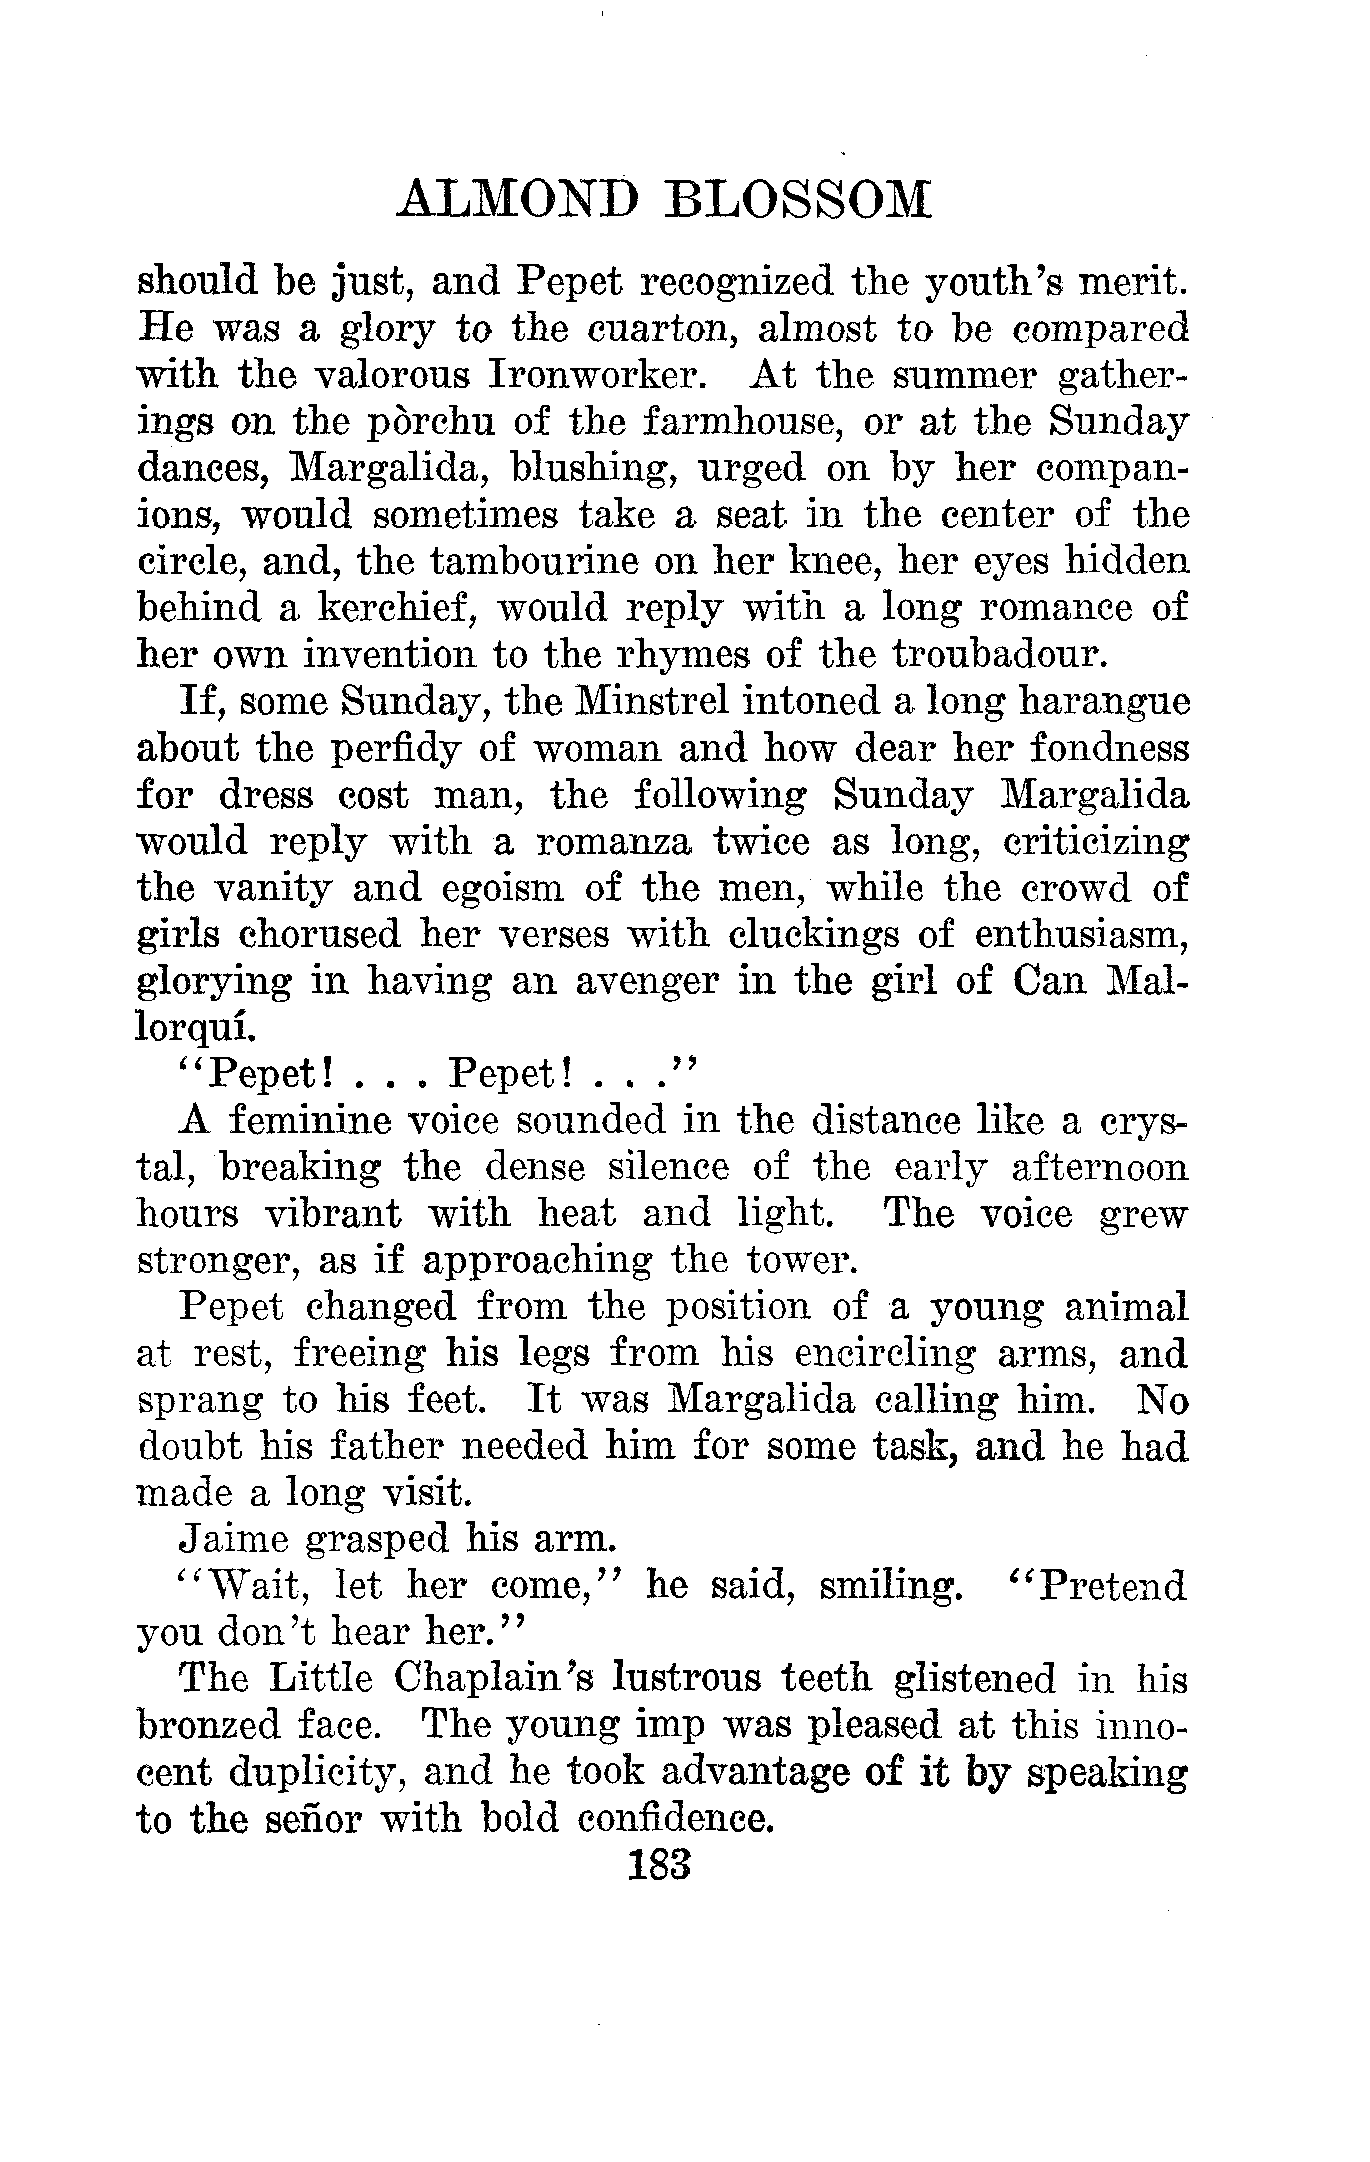 ALMOND BLOSSOM
should be just, and Pepet recognized the youth's merit.
He was a glory to the cuarton, almost to be compared
with the valorous Ironworker. At the summer gather-
ings on the pòrchu of the farmhouse, or at the Sunday
dances, Margalida, blushing, urged on by her compan-
ions, would sometimes take a seat in the center of the
circle, and, the tambourine on her knee, her eyes hidden
behind a kerchief, would reply with a long romance of
her own invention to the rhymes of the troubadour.
If, some Sunday, the Minstrel intoned a long harangue
about the perfidy of woman and how dear her fondness
for dress cost man, the following Sunday Margalida
would reply with a romanza twice as long, criticizing
the vanity and egoism of the men, while the crowd of
girls chorused her verses with cluckings of enthusiasm,
glorying in having an avenger in the girl of Can Mal-
lorquí.
"Pepet! . . . Pepet! . . ."
A feminine voice sounded in the distance like a crys-
tal, breaking the dense silence of the early afternoon
hours vibrant with heat and light. The voice grew
stronger, as if approaching the tower.
Pepet changed from the position of a young animal
at rest, freeing his legs from his encircling arms, and
sprang to his feet. It was Margalida calling him. No
doubt his father needed him for some task, and he had
made a long visit.
Jaime grasped his arm.
"Wait, let her come," he said, smiling. "Pretend
you don't hear her."
The Little Chaplain's lustrous teeth glistened in his
bronzed face. The young imp was pleased at this inno-
cent duplicity, and he took advantage of it by speaking
to the señor with bold confidence.
183